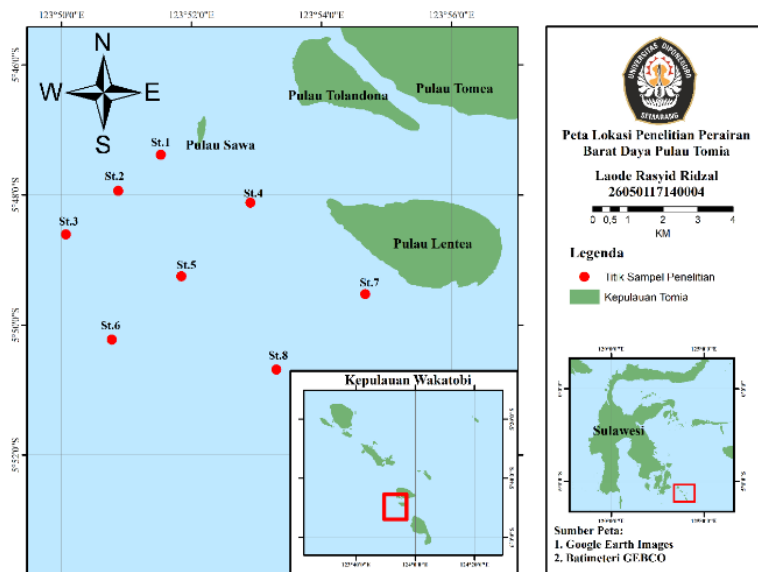 123°50'0"E 123°52'0"E 123°54'0"E 123°56'0"E
5°46'0"S
5°48'0"S
5°50'0"S
5°52'0"S
N
W E
S
Pulau Tolandona
Pulau Tomea
Pulau Sawa
St.1
St.2
St.3
St.4
Pulau Lentea
St.5
St.7
St.6
St.8
Kepulauan Wakatobi
UNIVERSITAS DIPONEGORO
SEMARANG
Peta Lokasi Penelitian Perairan
Barat Daya Pulau Tomia
Laode Rasyid Ridzal
26050117140004
0 0,5 1 2 3 4
KM
Legenda
Titik Sampel Penelitian
Kepulauan Tomia
Sulawesi
Sumber Peta:
1. Google Earth Images
2. Batimeteri GEBCO